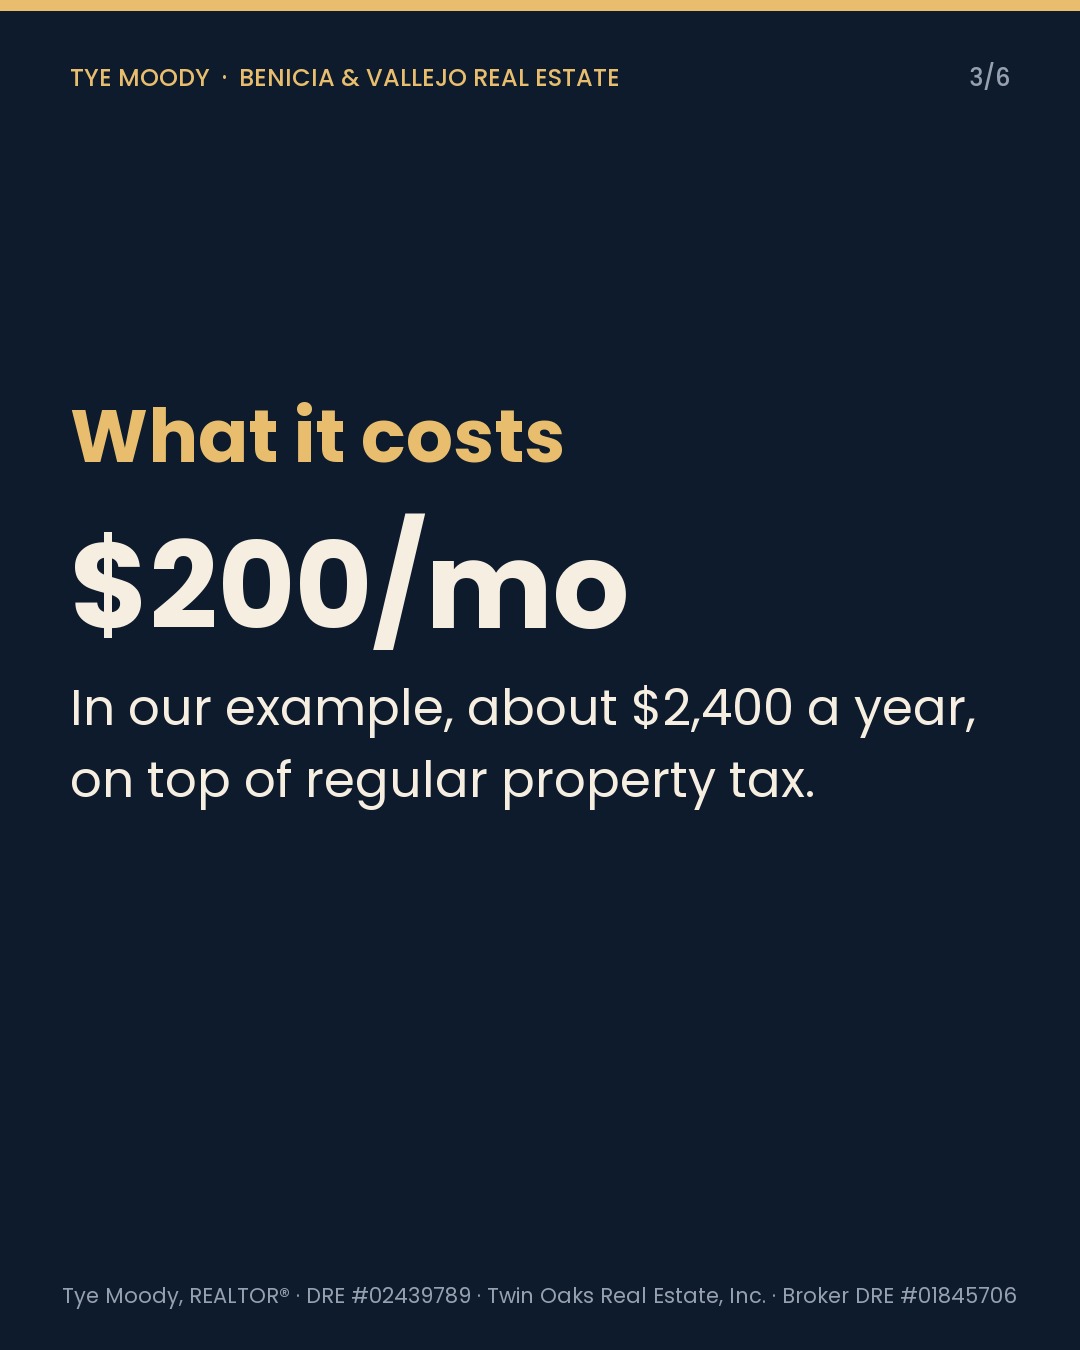 TYE MOODY · BENICIA & VALLEJO REAL ESTATE
3/6
What it costs
$200/mo
In our example, about $2,400 a year,
on top of regular property tax.
Tye Moody, REALTOR® · DRE #02439789 · Twin Oaks Real Estate, Inc. · Broker DRE #01845706